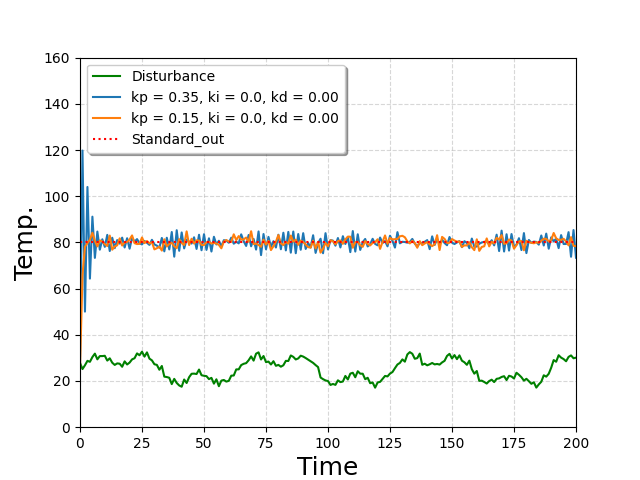 160
140
120
100
80
60
40
20
0
Temp.
Disturbance
kp = 0.35, ki = 0.0, kd = 0.00
kp = 0.15, ki = 0.0, kd = 0.00
Standard_out
0 25 50 75 100 125 150 175 200
Time